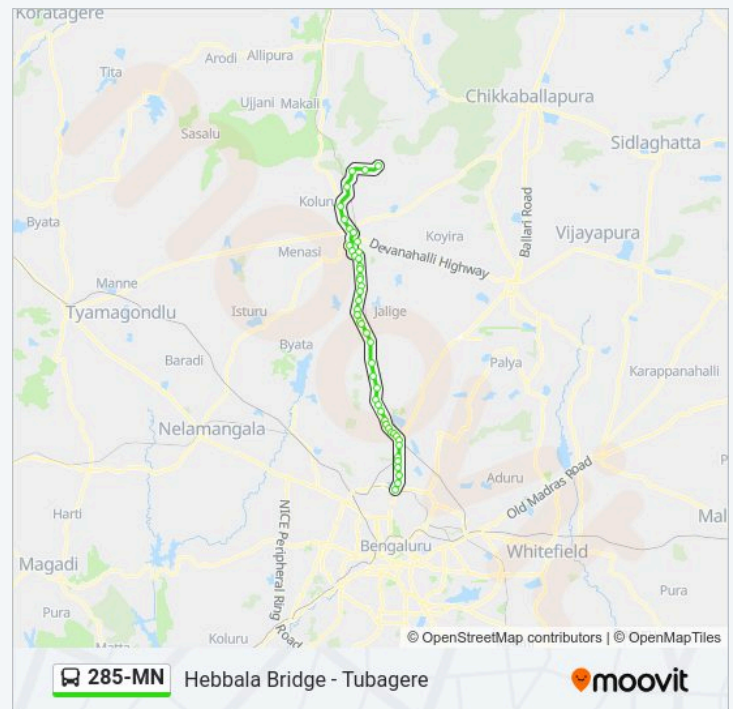 Koratagere
Arodi
Allipura
Tita
Ujjani
Makali
Chikkaballapura
Sasalu
Sidlaghatta
Kolur
Byata
Ballari Road
Koyira
Vijayapura
Menasi
Devanahalli Highway
Manne
Tyamagondlu
Isturu
Jalige
Byata
Baradi
Palya
Karappanahalli
Nelamangala
Aduru
Old Madras Road
Harti
NICE Peripheral Ring Road
Mal
Bengaluru
Whitefield
Magadi
Pura
Pura
Koluru
moovit
© OpenStreetMap contributors | © OpenMapTiles
285-MN
Hebbala Bridge - Tubagere
moovit